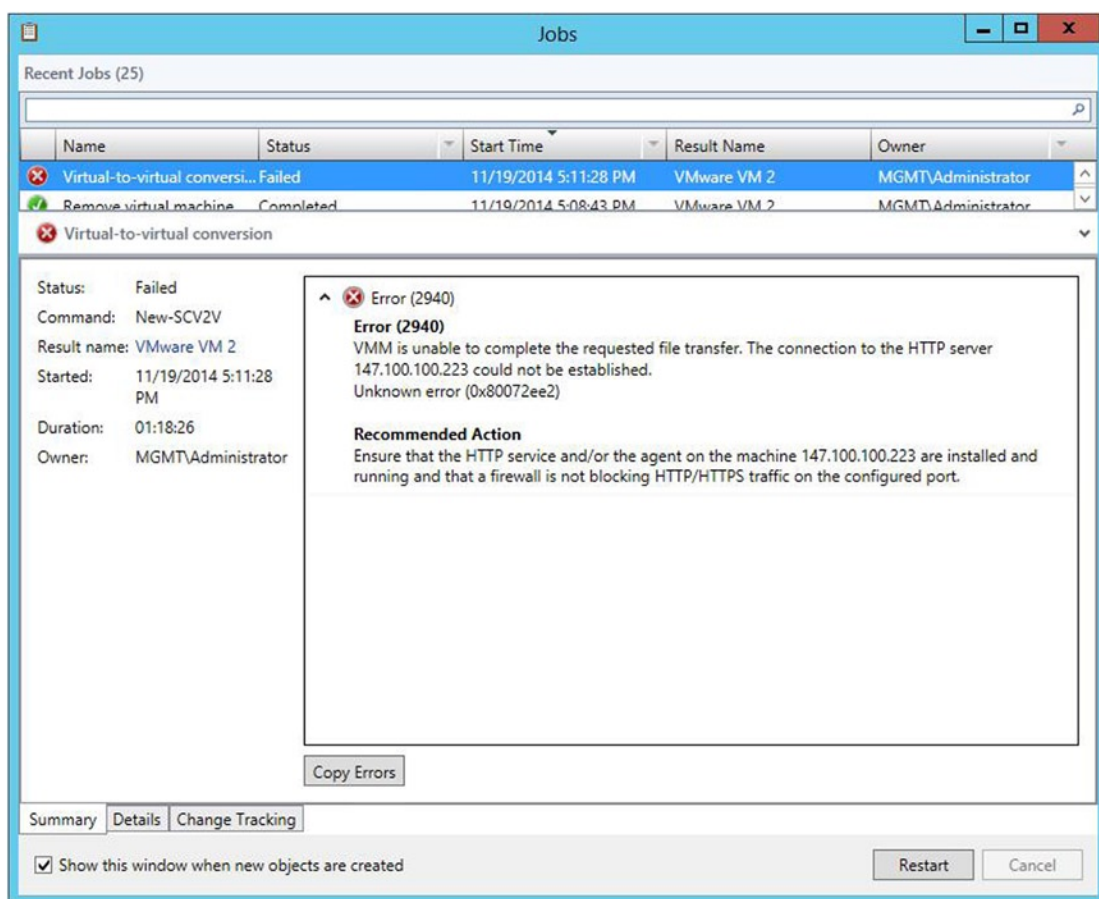 Jobs
Recent Jobs (25)
Name Status Start Time Result Name Owner
Virtual-to-virtual conversi... Failed 11/19/2014 5:11:28 PM VMware VM 2 MGMT\Administrator
Remove virtual machine Completed 11/19/2014 5:08:43 PM VMware VM 2 MGMT\Administrator
Virtual-to-virtual conversion
Status: Failed
Command: New-SCV2V
Result name: VMware VM 2
Started: 11/19/2014 5:11:28
PM
Duration: 01:18:26
Owner: MGMT\Administrator
Error (2940)
Error (2940)
VMM is unable to complete the requested file transfer. The connection to the HTTP server
147.100.100.223 could not be established.
Unknown error (0x80072ee2)
Recommended Action
Ensure that the HTTP service and/or the agent on the machine 147.100.100.223 are installed and
running and that a firewall is not blocking HTTP/HTTPS traffic on the configured port.
Copy Errors
Summary Details Change Tracking
Show this window when new objects are created
Restart Cancel